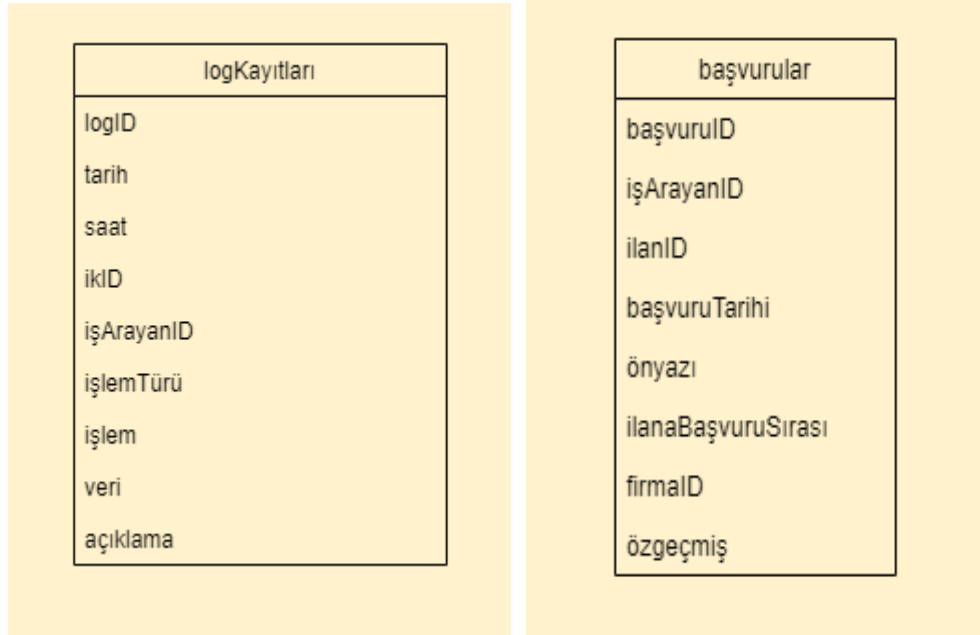 logKayıtları
logID
tarih
saat
ikID
işArayanID
işlemTürü
işlem
veri
açıklama
başvurular
başvuruID
işArayanID
ilanID
başvuruTarihi
önyazı
ilanaBaşvuruSırası
firmaID
özgeçmiş